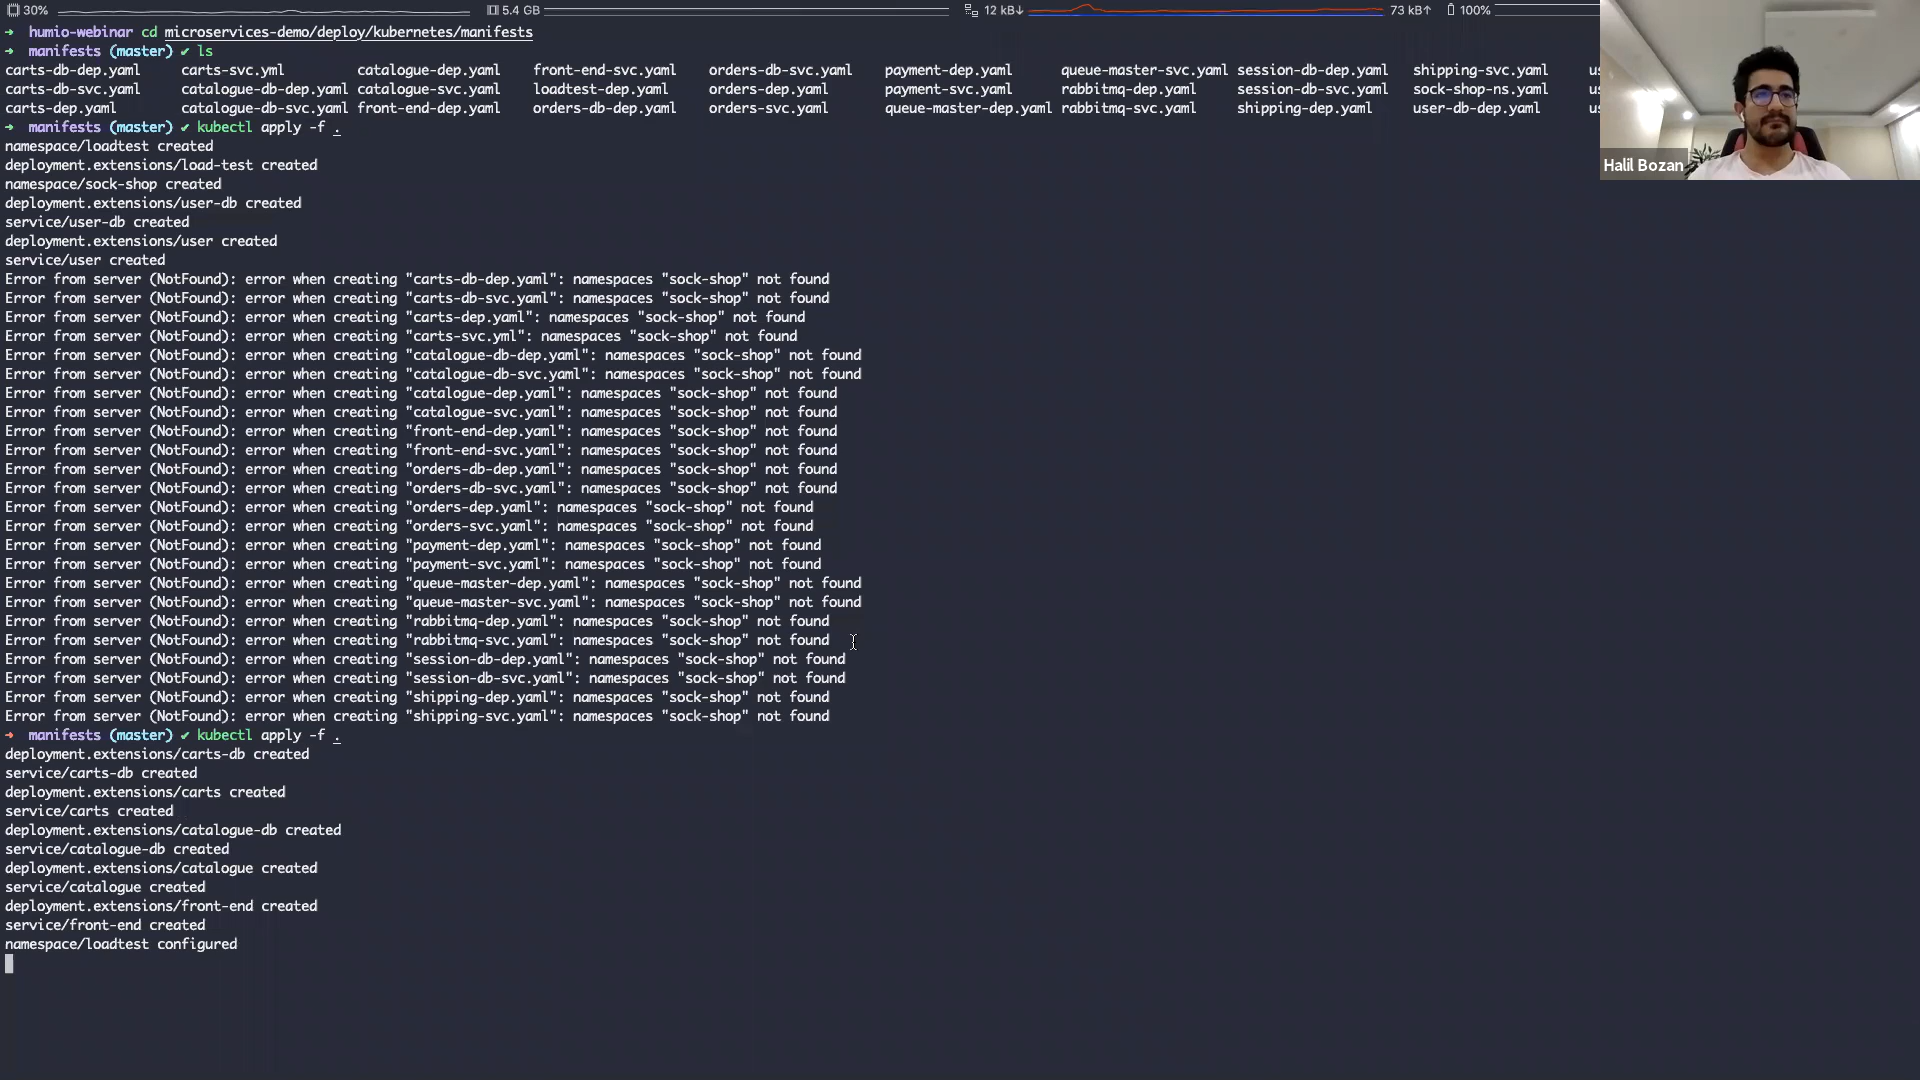 30% 5.4 GB 12 kB↓ 73 kB↑ 100%
➜ humio-webinar cd microservices-demo/deploy/kubernetes/manifests
➜ manifests (master) ✔ ls
carts-db-dep.yaml carts-svc.yml catalogue-dep.yaml front-end-svc.yaml orders-db-svc.yaml payment-dep.yaml queue-master-svc.yaml session-db-dep.yaml shipping-svc.yaml
carts-db-svc.yaml catalogue-db-dep.yaml catalogue-svc.yaml loadtest-dep.yaml orders-dep.yaml payment-svc.yaml rabbitmq-dep.yaml session-db-svc.yaml sock-shop-ns.yaml
carts-dep.yaml catalogue-db-svc.yaml front-end-dep.yaml orders-db-dep.yaml orders-svc.yaml queue-master-dep.yaml rabbitmq-svc.yaml shipping-dep.yaml user-db-dep.yaml
➜ manifests (master) ✔ kubectl apply -f .
namespace/loadtest created
Halil Bozan
deployment.extensions/load-test created
namespace/sock-shop created
deployment.extensions/user-db created
service/user-db created
deployment.extensions/user created
service/user created
Error from server (NotFound): error when creating "carts-db-dep.yaml": namespaces "sock-shop" not found
Error from server (NotFound): error when creating "carts-db-svc.yaml": namespaces "sock-shop" not found
Error from server (NotFound): error when creating "carts-dep.yaml": namespaces "sock-shop" not found
Error from server (NotFound): error when creating "carts-svc.yml": namespaces "sock-shop" not found
Error from server (NotFound): error when creating "catalogue-db-dep.yaml": namespaces "sock-shop" not found
Error from server (NotFound): error when creating "catalogue-db-svc.yaml": namespaces "sock-shop" not found
Error from server (NotFound): error when creating "catalogue-dep.yaml": namespaces "sock-shop" not found
Error from server (NotFound): error when creating "catalogue-svc.yaml": namespaces "sock-shop" not found
Error from server (NotFound): error when creating "front-end-dep.yaml": namespaces "sock-shop" not found
Error from server (NotFound): error when creating "front-end-svc.yaml": namespaces "sock-shop" not found
Error from server (NotFound): error when creating "orders-db-dep.yaml": namespaces "sock-shop" not found
Error from server (NotFound): error when creating "orders-db-svc.yaml": namespaces "sock-shop" not found
Error from server (NotFound): error when creating "orders-dep.yaml": namespaces "sock-shop" not found
Error from server (NotFound): error when creating "orders-svc.yaml": namespaces "sock-shop" not found
Error from server (NotFound): error when creating "payment-dep.yaml": namespaces "sock-shop" not found
Error from server (NotFound): error when creating "payment-svc.yaml": namespaces "sock-shop" not found
Error from server (NotFound): error when creating "queue-master-dep.yaml": namespaces "sock-shop" not found
Error from server (NotFound): error when creating "queue-master-svc.yaml": namespaces "sock-shop" not found
Error from server (NotFound): error when creating "rabbitmq-dep.yaml": namespaces "sock-shop" not found
Error from server (NotFound): error when creating "rabbitmq-svc.yaml": namespaces "sock-shop" not found
Error from server (NotFound): error when creating "session-db-dep.yaml": namespaces "sock-shop" not found
Error from server (NotFound): error when creating "session-db-svc.yaml": namespaces "sock-shop" not found
Error from server (NotFound): error when creating "shipping-dep.yaml": namespaces "sock-shop" not found
Error from server (NotFound): error when creating "shipping-svc.yaml": namespaces "sock-shop" not found
➜ manifests (master) ✔ kubectl apply -f .
deployment.extensions/carts-db created
service/carts-db created
deployment.extensions/carts created
service/carts created
deployment.extensions/catalogue-db created
service/catalogue-db created
deployment.extensions/catalogue created
service/catalogue created
deployment.extensions/front-end created
service/front-end created
namespace/loadtest configured